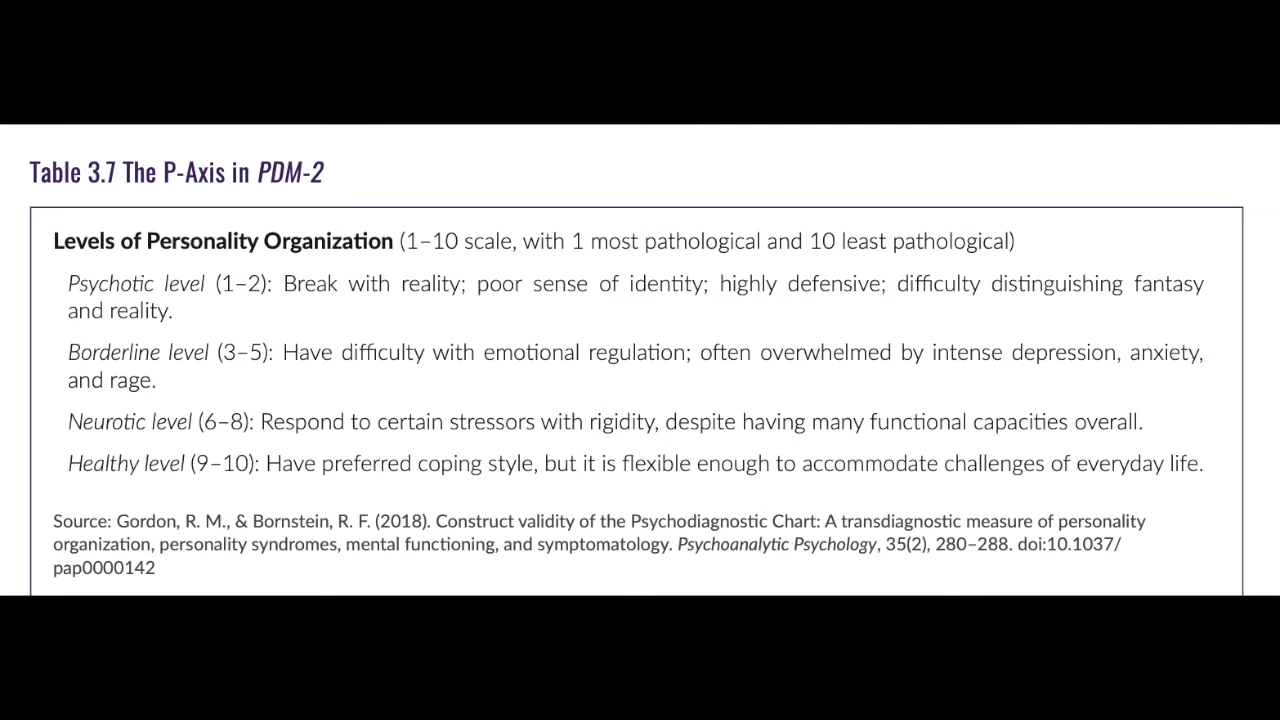 Table 3.7 The P-Axis in PDM-2
Levels of Personality Organization (1–10 scale, with 1 most pathological and 10 least pathological)
Psychotic level (1–2): Break with reality; poor sense of identity; highly defensive; difficulty distinguishing fantasy
and reality.
Borderline level (3–5): Have difficulty with emotional regulation; often overwhelmed by intense depression, anxiety,
and rage.
Neurotic level (6–8): Respond to certain stressors with rigidity, despite having many functional capacities overall.
Healthy level (9–10): Have preferred coping style, but it is flexible enough to accommodate challenges of everyday life.
Source: Gordon, R. M., & Bornstein, R. F. (2018). Construct validity of the Psychodiagnostic Chart: A transdiagnostic measure of personality
organization, personality syndromes, mental functioning, and symptomatology. Psychoanalytic Psychology, 35(2), 280–288. doi:10.1037/
pap0000142